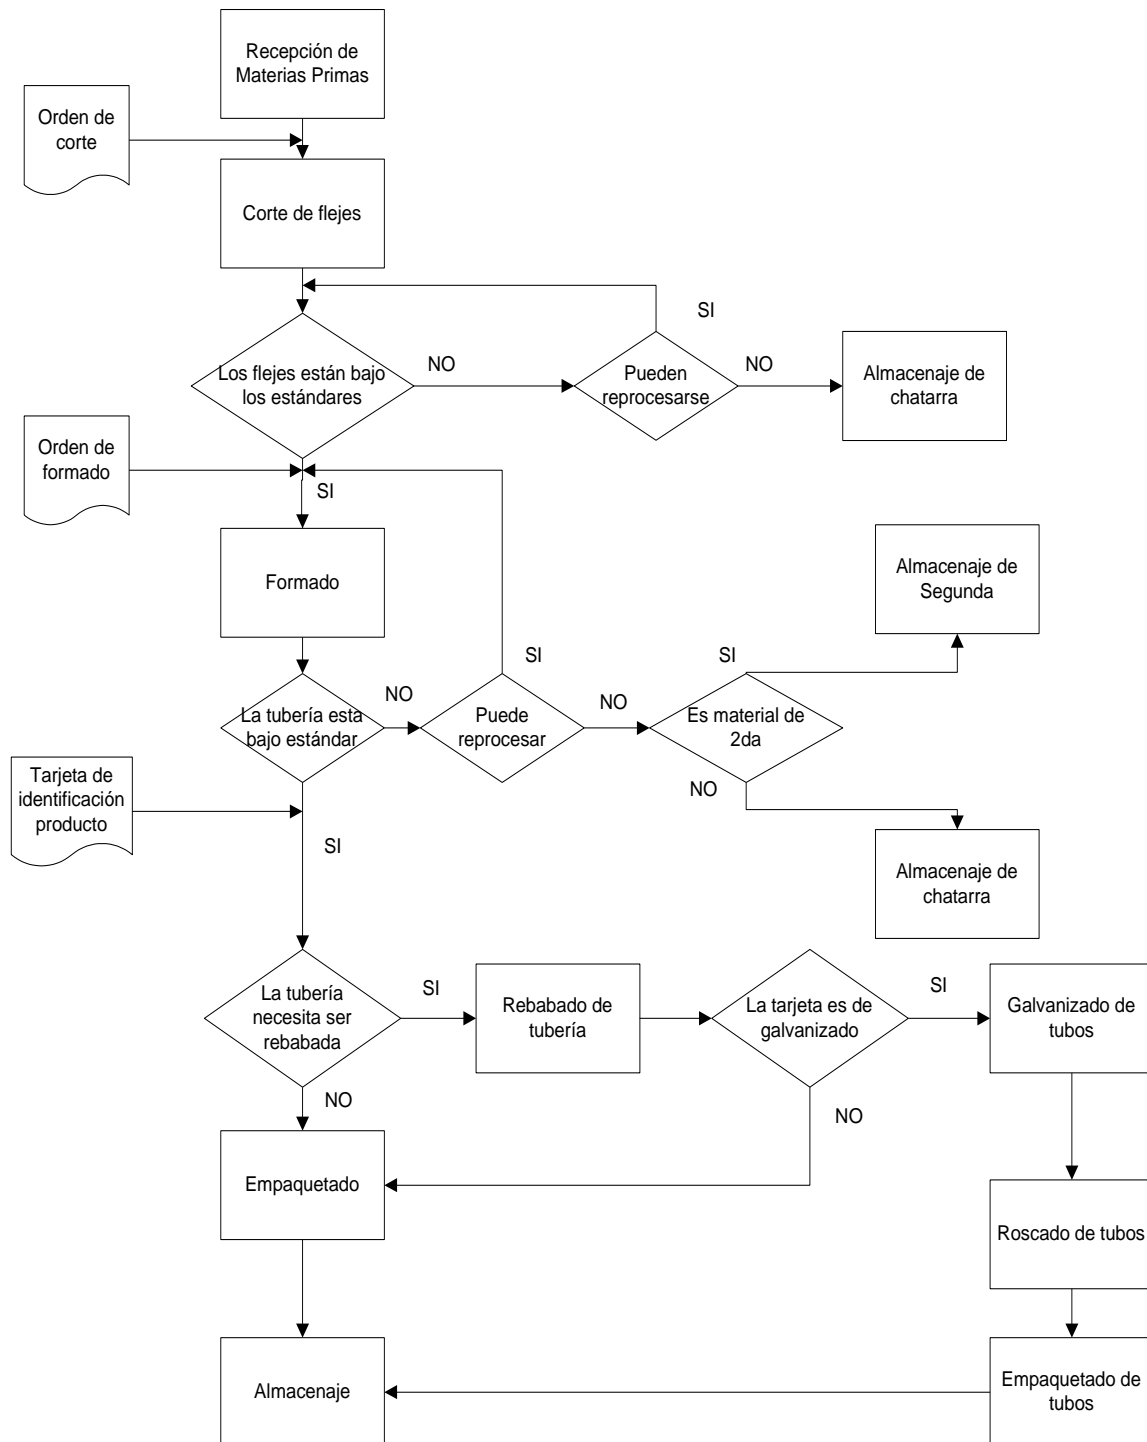 Recepción de
Materias Primas
Orden de
corte
Corte de flejes
SI
Los flejes están bajo
los estándares
NO
Pueden
reprocesarse
NO
Almacenaje de
chatarra
Orden de
formado
SI
Formado
Almacenaje de
Segunda
SI
SI
La tubería esta
bajo estándar
NO
Puede
reprocesar
NO
Es material de
2da
NO
Tarjeta de
identificación
producto
SI
Almacenaje de
chatarra
La tubería
necesita ser
rebabada
SI
Rebabado de
tubería
La tarjeta es de
galvanizado
SI
Galvanizado de
tubos
NO
NO
Empaquetado
Roscado de tubos
Almacenaje
Empaquetado de
tubos